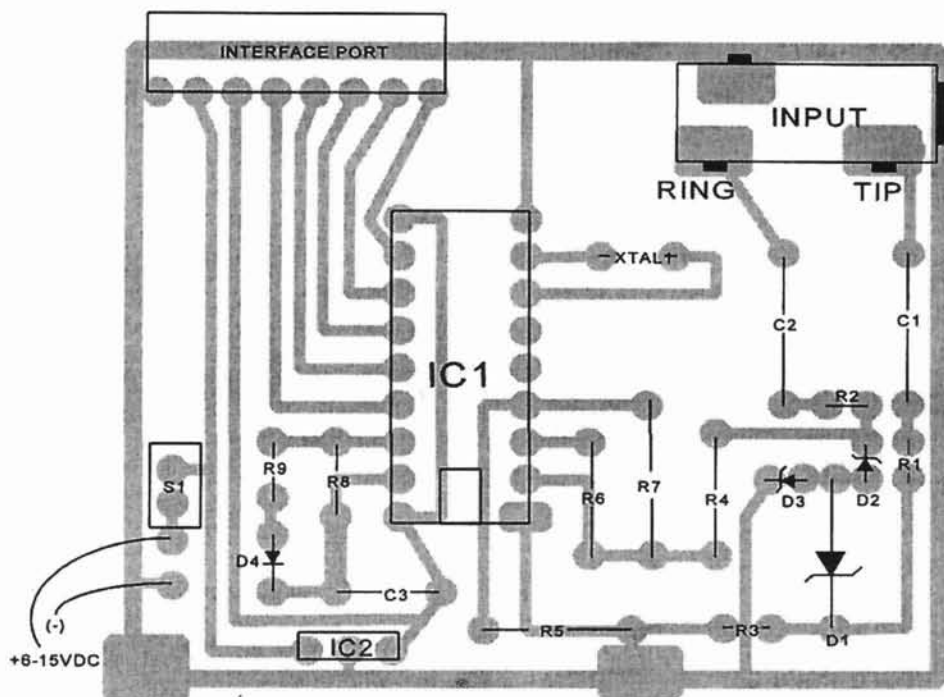 INTERFACE PORT
INPUT
RING
TIP
XTAL1
C2
C1
IC1
R2
R9
R8
R1
S1
R6
R7
R4
D3
D2
D4
C3
(-)
R5
R3
D1
IC2
+6-15VDC